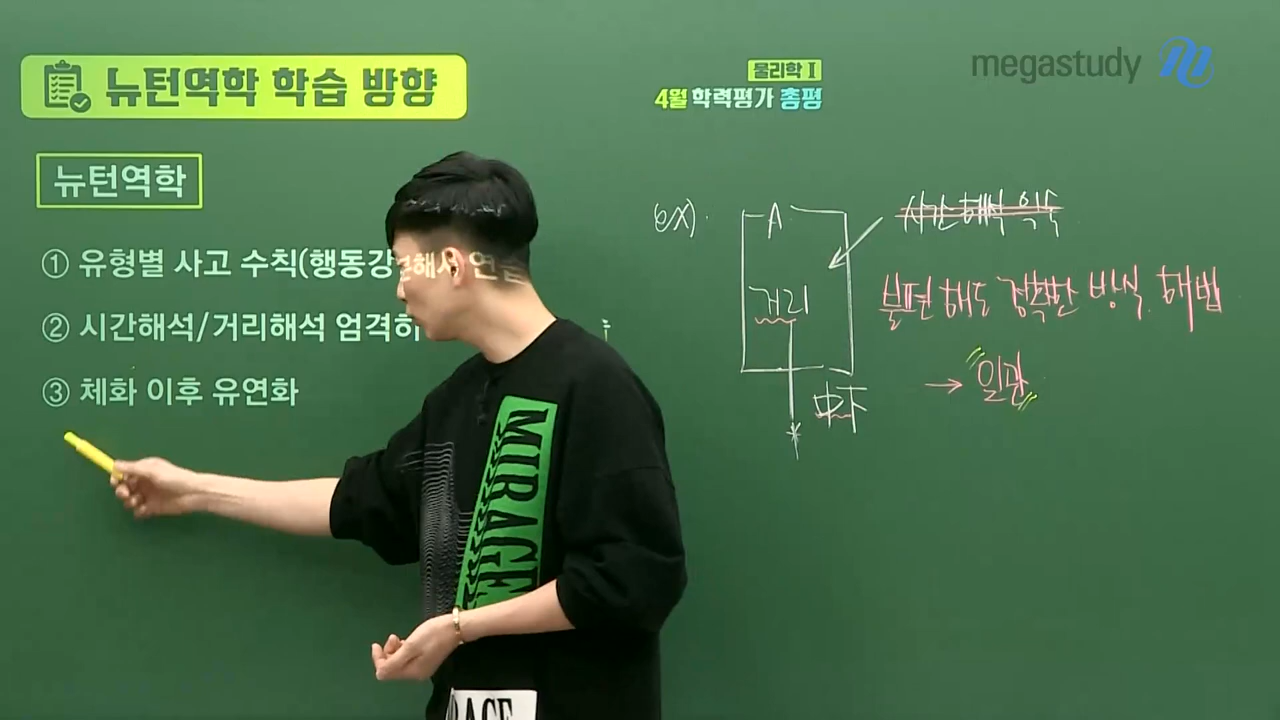 뉴턴역학 학습 방향
물리학 I
4월 학력평가 총평
megastudy
뉴턴역학
① 유형별 사고 수칙(행동강
연
② 시간해석/거리해석 엄격히
③ 체화 이후 유연화
ex).
A
시간 해석 익숙
거리
불편해도 정확한 방식. 해법
→ "일관"
MIRAGE
RAGE